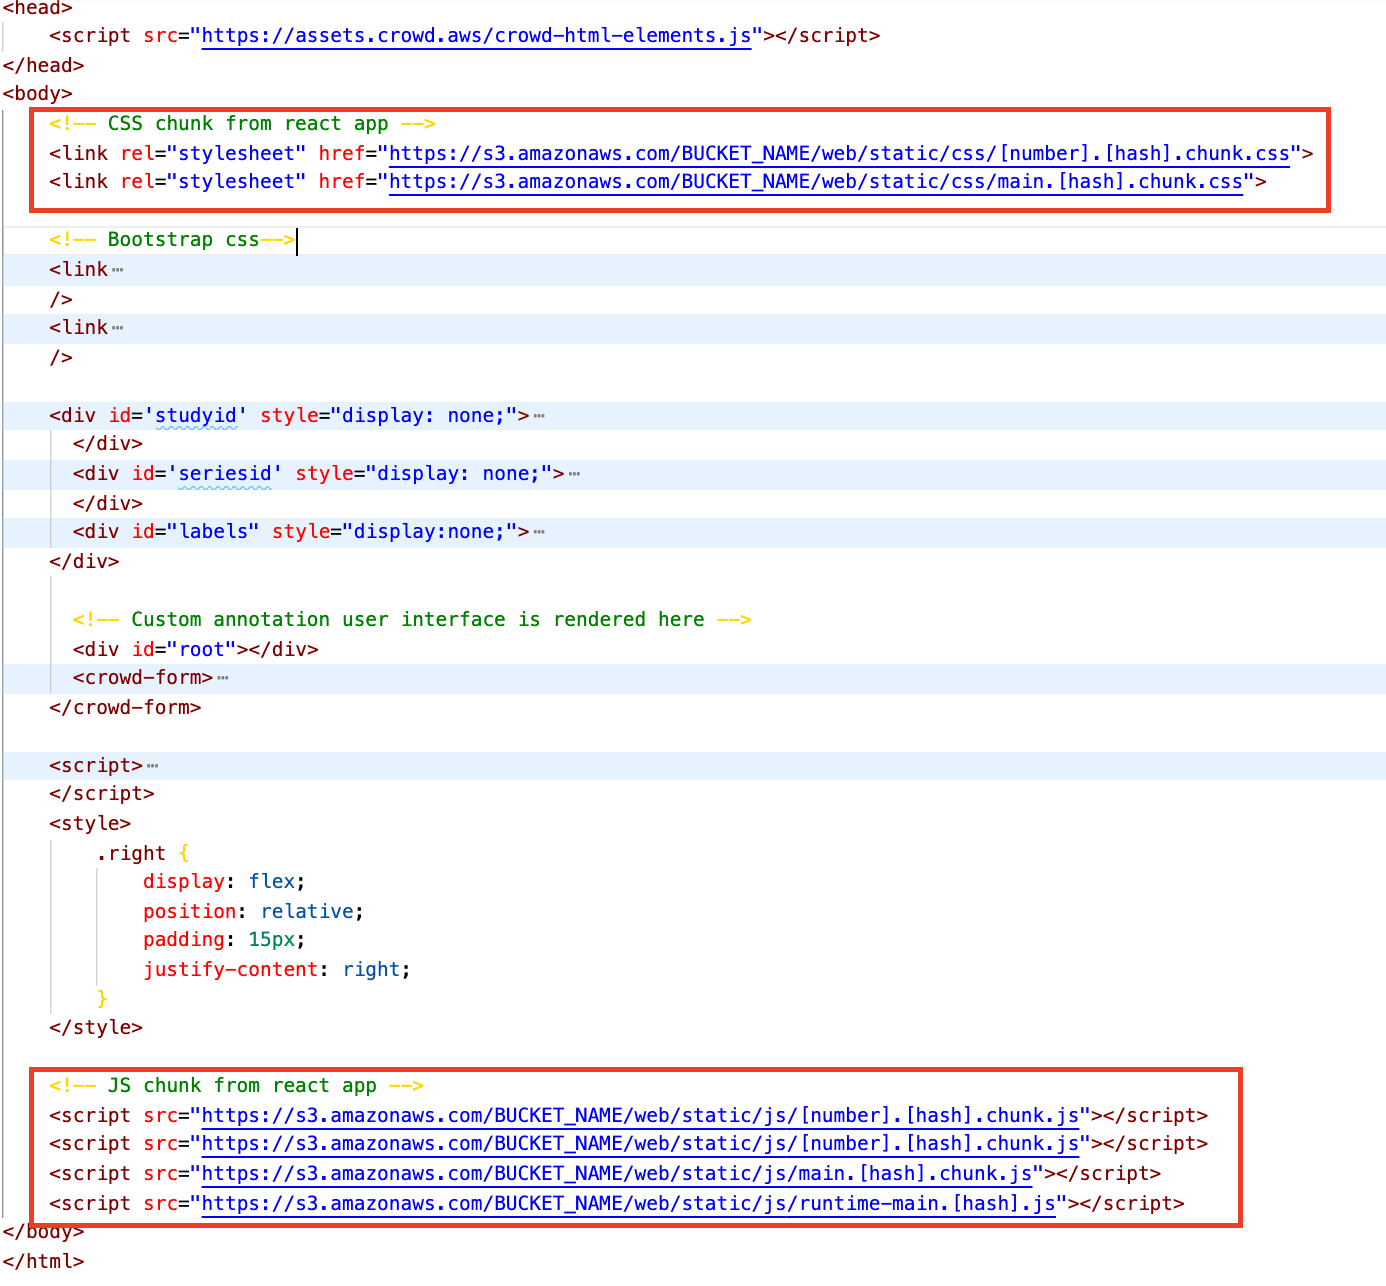 <head>
<script src="https://assets.crowd.aws/crowd-html-elements.js"></script>
</head>
<body>
<!-- CSS chunk from react app -->
<link rel="stylesheet" href="https://s3.amazonaws.com/BUCKET_NAME/web/static/css/[number].[hash].chunk.css">
<link rel="stylesheet" href="https://s3.amazonaws.com/BUCKET_NAME/web/static/css/main.[hash].chunk.css">
<!-- Bootstrap css-->
<link…
/>
<link…
/>
<div id='studyid' style="display: none;">…
</div>
<div id='seriesid' style="display: none;">…
</div>
<div id="labels" style="display:none;">…
</div>
<!-- Custom annotation user interface is rendered here -->
<div id="root"></div>
<crowd-form>…
</crowd-form>
<script>…
</script>
<style>
.right {
display: flex;
position: relative;
padding: 15px;
justify-content: right;
}
</style>
<!-- JS chunk from react app -->
<script src="https://s3.amazonaws.com/BUCKET_NAME/web/static/js/[number].[hash].chunk.js"></script>
<script src="https://s3.amazonaws.com/BUCKET_NAME/web/static/js/[number].[hash].chunk.js"></script>
<script src="https://s3.amazonaws.com/BUCKET_NAME/web/static/js/main.[hash].chunk.js"></script>
<script src="https://s3.amazonaws.com/BUCKET_NAME/web/static/js/runtime-main.[hash].js"></script>
</body>
</html>